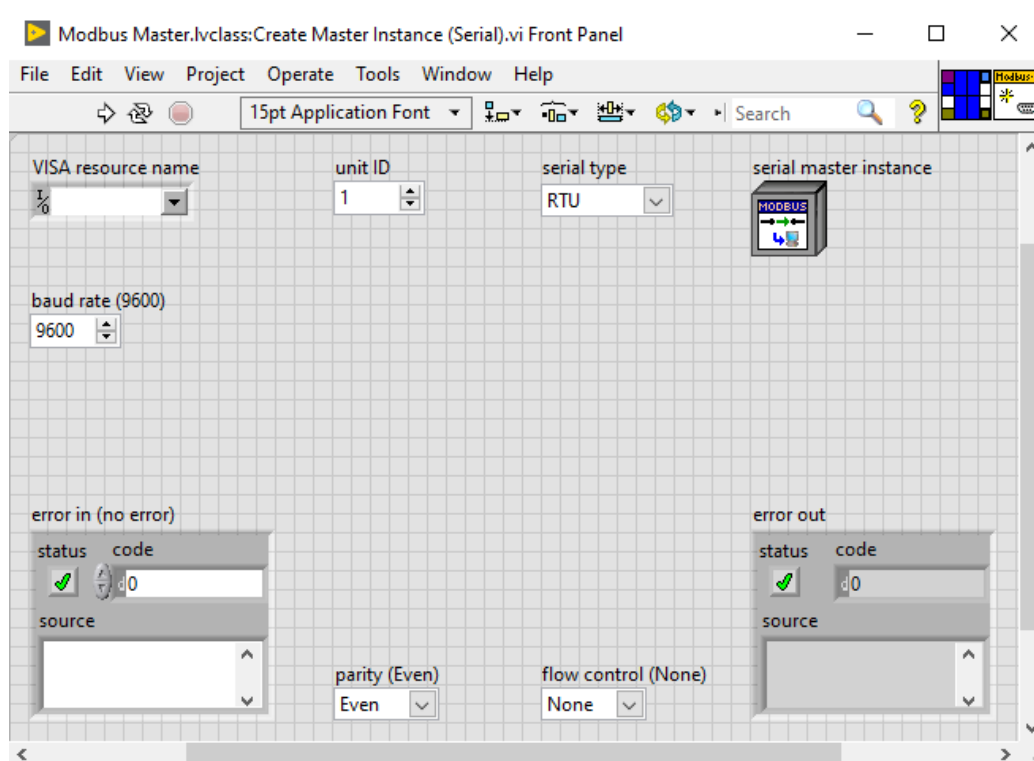 Modbus Master.lvclass:Create Master Instance (Serial).vi Front Panel
File Edit View Project Operate Tools Window Help
15pt Application Font Search
Modbus
VISA resource name unit ID serial type serial master instance
1 RTU
MODBUS
baud rate (9600)
9600
error in (no error) error out
status code status code
d 0 d 0
source source
parity (Even) flow control (None)
Even None